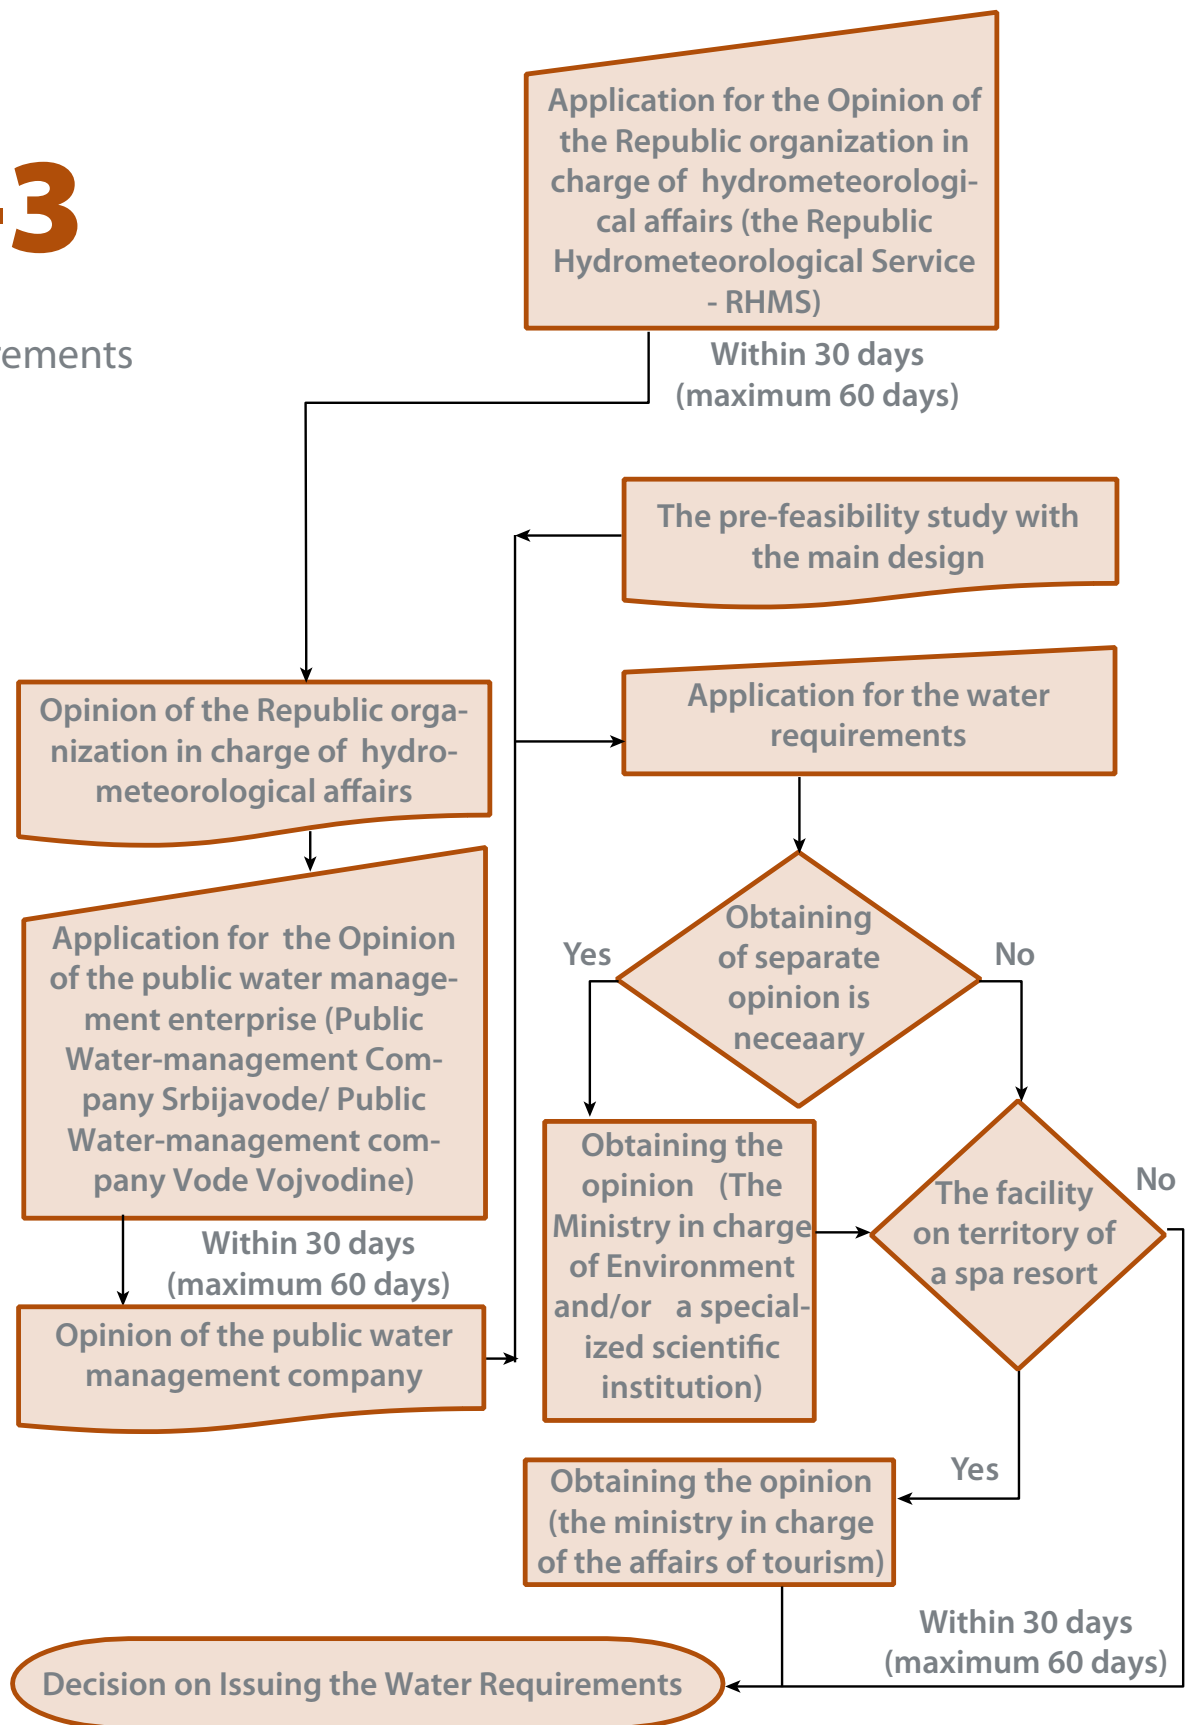 -3
rements
Application for the Opinion of
the Republic organization in
charge of hydrometeorologi-
cal affairs (the Republic
Hydrometeorological Service
- RHMS)
Within 30 days
(maximum 60 days)
The pre-feasibility study with
the main design
Opinion of the Republic orga-
nization in charge of hydro-
meteorological affairs
Application for the water
requirements
Application for the Opinion
of the public water manage-
ment enterprise (Public
Water-management Com-
pany Srbijavode/ Public
Water-management com-
pany Vode Vojvodine)
Within 30 days
(maximum 60 days)
Opinion of the public water
management company
Obtaining
of separate
opinion is
neceaary
Yes
No
Obtaining the
opinion (The
Ministry in charge
of Environment
and/or a special-
ized scientific
institution)
The facility
on territory of
a spa resort
No
Yes
Obtaining the opinion
(the ministry in charge
of the affairs of tourism)
Within 30 days
(maximum 60 days)
Decision on Issuing the Water Requirements